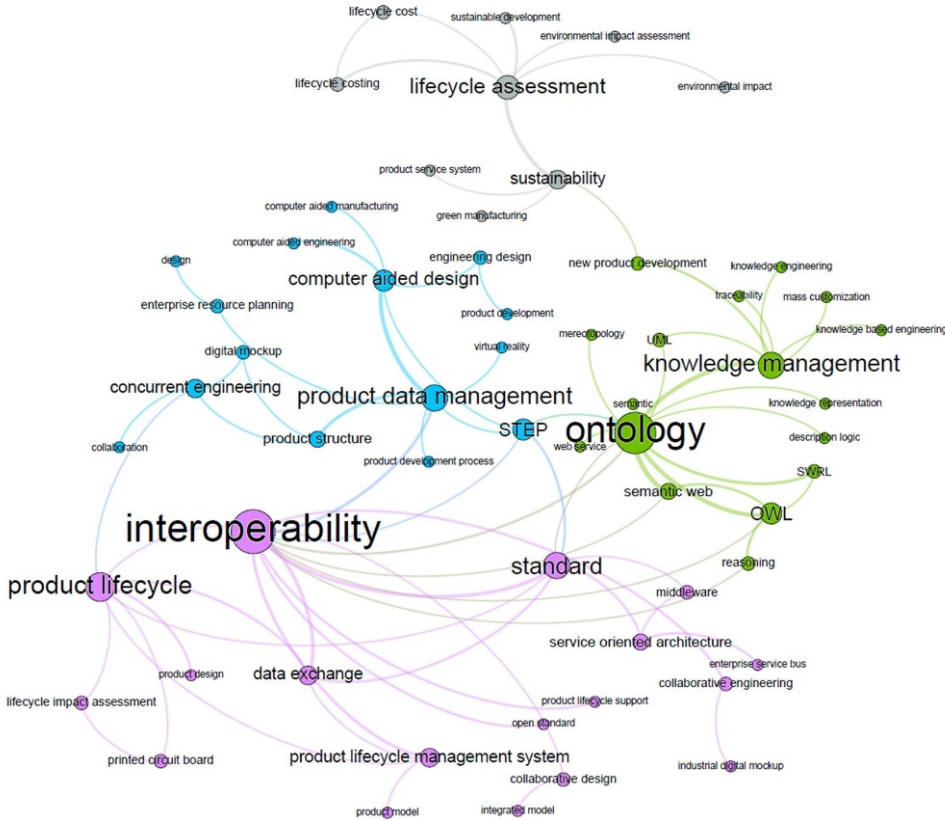 lifecycle cost
sustainable development
environmental impact assessment
lifecycle costing
lifecycle assessment
environmental impact
product service system
sustainability
computer aided manufacturing
green manufacturing
computer aided engineering
design
engineering design
new product development
knowledge engineering
computer aided design
traceability
mass customization
enterprise resource planning
product development
mereotopology
UML
knowledge based engineering
digital mockup
virtual reality
knowledge management
concurrent engineering
product data management
semantic
knowledge representation
STEP
ontology
product structure
description logic
collaboration
web service
product development process
SWRL
semantic web
OWL
interoperability
standard
reasoning
product lifecycle
middleware
service oriented architecture
enterprise service bus
product design
data exchange
collaborative engineering
lifecycle impact assessment
product lifecycle support
open standard
printed circuit board
product lifecycle management system
industrial digital mockup
collaborative design
product model
integrated model